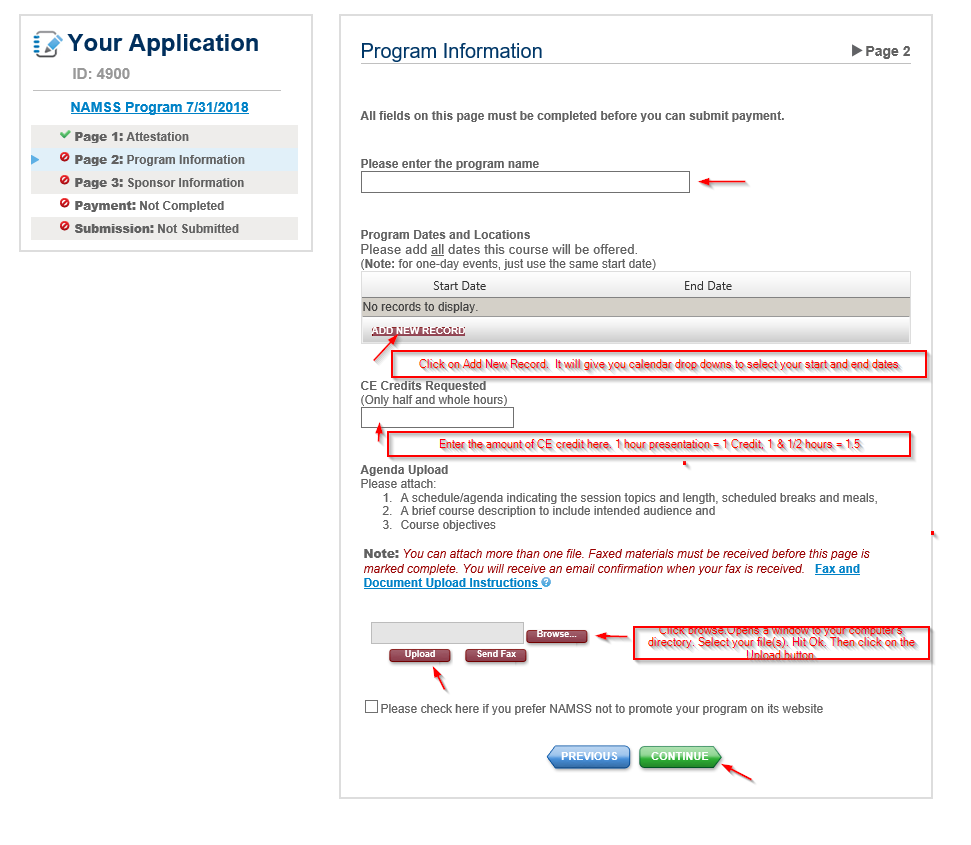 Your Application
ID: 4900
NAMSS Program 7/31/2018
Page 1: Attestation
Page 2: Program Information
Page 3: Sponsor Information
Payment: Not Completed
Submission: Not Submitted
Program Information
Page 2
All fields on this page must be completed before you can submit payment.
Please enter the program name
Program Dates and Locations
Please add all dates this course will be offered.
(Note: for one-day events, just use the same start date)
Start Date End Date
No records to display.
ADD NEW RECORD
Click on Add New Record. It will give you calendar drop downs to select your start and end dates
CE Credits Requested
(Only half and whole hours)
Enter the amount of CE credit here. 1 hour presentation = 1 Credit, 1 & 1/2 hours = 1.5
Agenda Upload
Please attach:
1. A schedule/agenda indicating the session topics and length, scheduled breaks and meals,
2. A brief course description to include intended audience and
3. Course objectives
Note: You can attach more than one file. Faxed materials must be received before this page is
marked complete. You will receive an email confirmation when your fax is received. Fax and
Document Upload Instructions
Browse...
Click browse.Opens a window to your computer's
directory. Select your file(s). Hit Ok. Then click on the
Upload button.
Upload Send Fax
Please check here if you prefer NAMSS not to promote your program on its website
PREVIOUS CONTINUE